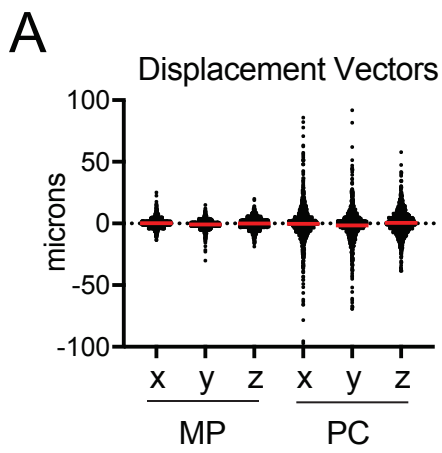 A
Displacement Vectors
microns
100
50
0
-50
-100
x y z x y z
MP PC